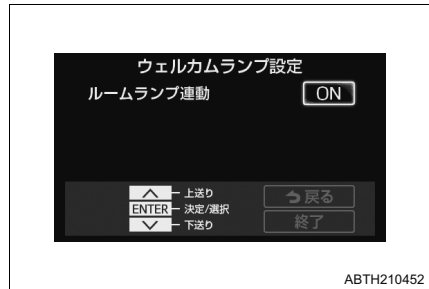 ウェルカムランプ設定
ルームランプ連動 ON
上送り
ENTER 決定/選択
下送り
戻る
終了
ABTH210452